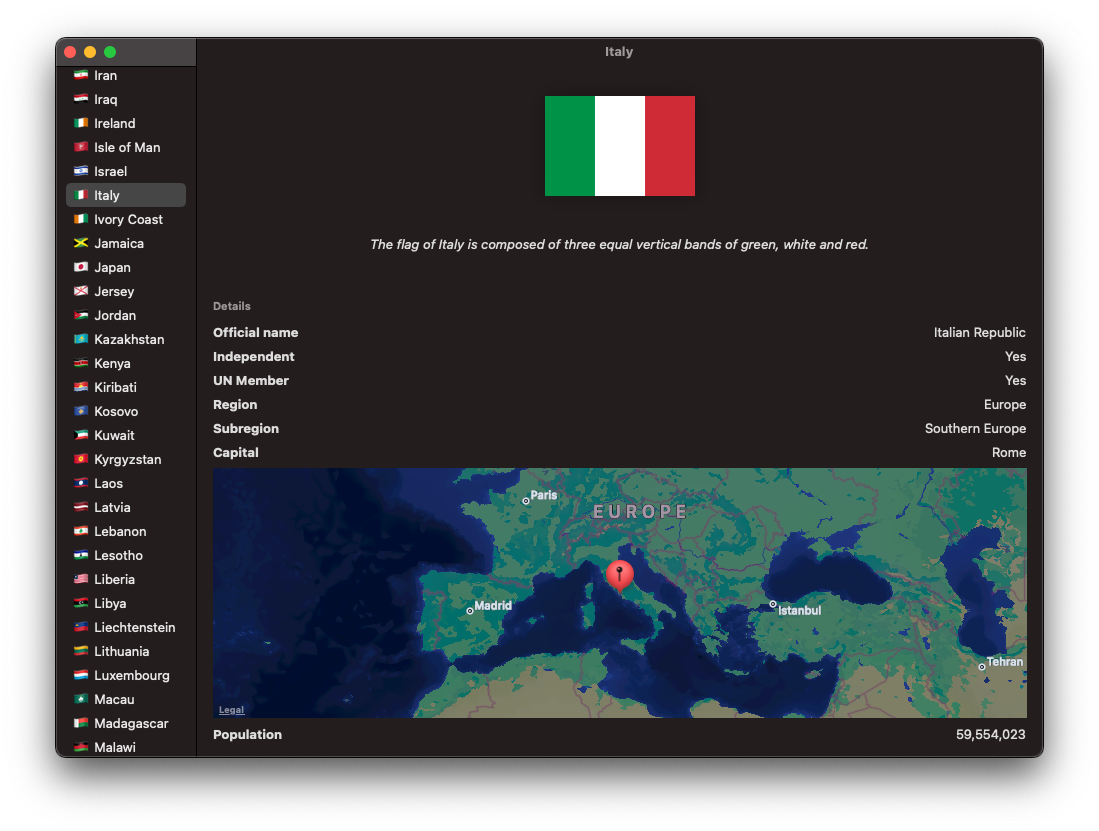 Italy
Iran
Iraq
Ireland
Isle of Man
Israel
Italy
Ivory Coast
Jamaica
Japan
Jersey
Jordan
Kazakhstan
Kenya
Kiribati
Kosovo
Kuwait
Kyrgyzstan
Laos
Latvia
Lebanon
Lesotho
Liberia
Libya
Liechtenstein
Lithuania
Luxembourg
Macau
Madagascar
Malawi
The flag of Italy is composed of three equal vertical bands of green, white and red.
Details
Official name Italian Republic
Independent Yes
UN Member Yes
Region Europe
Subregion Southern Europe
Capital Rome
Paris
EUROPE
Madrid
Istanbul
Tehran
Legal
Population 59,554,023